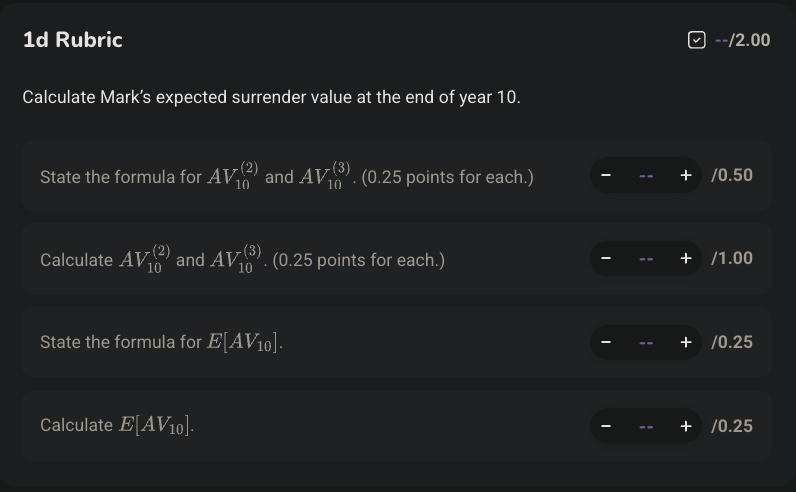 1d Rubric
--/2.00
Calculate Mark's expected surrender value at the end of year 10.
State the formula for $AV_{10}^{(2)}$ and $AV_{10}^{(3)}$. (0.25 points for each.)
− -- + /0.50
Calculate $AV_{10}^{(2)}$ and $AV_{10}^{(3)}$. (0.25 points for each.)
− -- + /1.00
State the formula for $E[AV_{10}]$.
− -- + /0.25
Calculate $E[AV_{10}]$.
− -- + /0.25